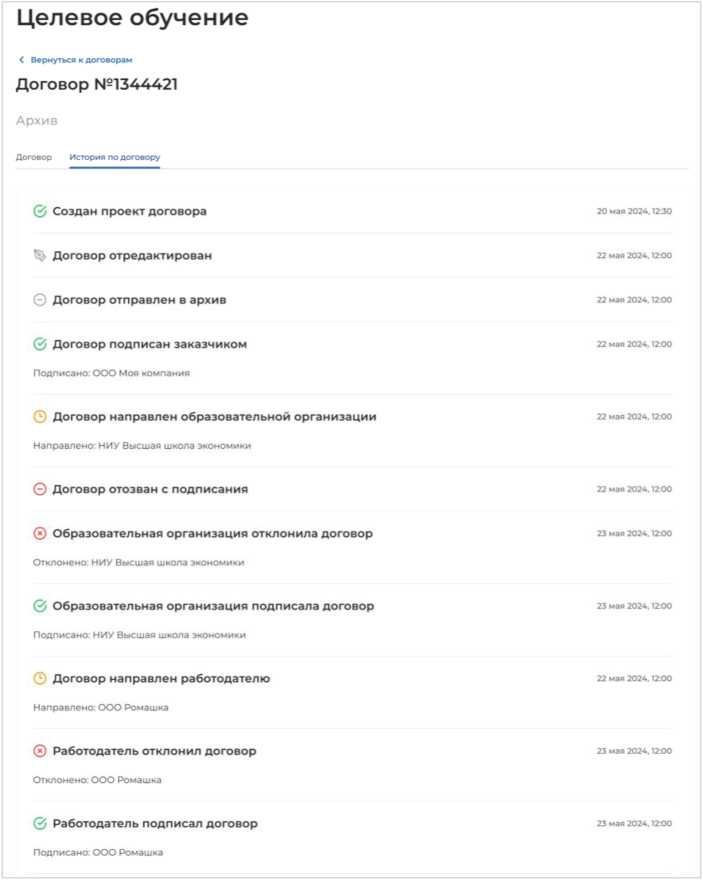 Целевое обучение
Вернуться к договорам
Договор №1344421
Архив
Договор История по договору
Создан проект договора 20 мая 2024, 12:30
Договор отредактирован 22 мая 2024, 12:00
Договор отправлен в архив 22 мая 2024, 12:00
Договор подписан заказчиком 22 мая 2024, 12:00
Подписано: ООО Моя компания
Договор направлен образовательной организации 22 мая 2024, 12:00
Направлено: НИУ Высшая школа экономики
Договор отозван с подписания 22 мая 2024, 12:00
Образовательная организация отклонила договор 23 мая 2024, 12:00
Отклонено: НИУ Высшая школа экономики
Образовательная организация подписала договор 23 мая 2024, 12:00
Подписано: НИУ Высшая школа экономики
Договор направлен работодателю 22 мая 2024, 12:00
Направлено: ООО Ромашка
Работодатель отклонил договор 23 мая 2024, 12:00
Отклонено: ООО Ромашка
Работодатель подписал договор 23 мая 2024, 12:00
Подписано: ООО Ромашка